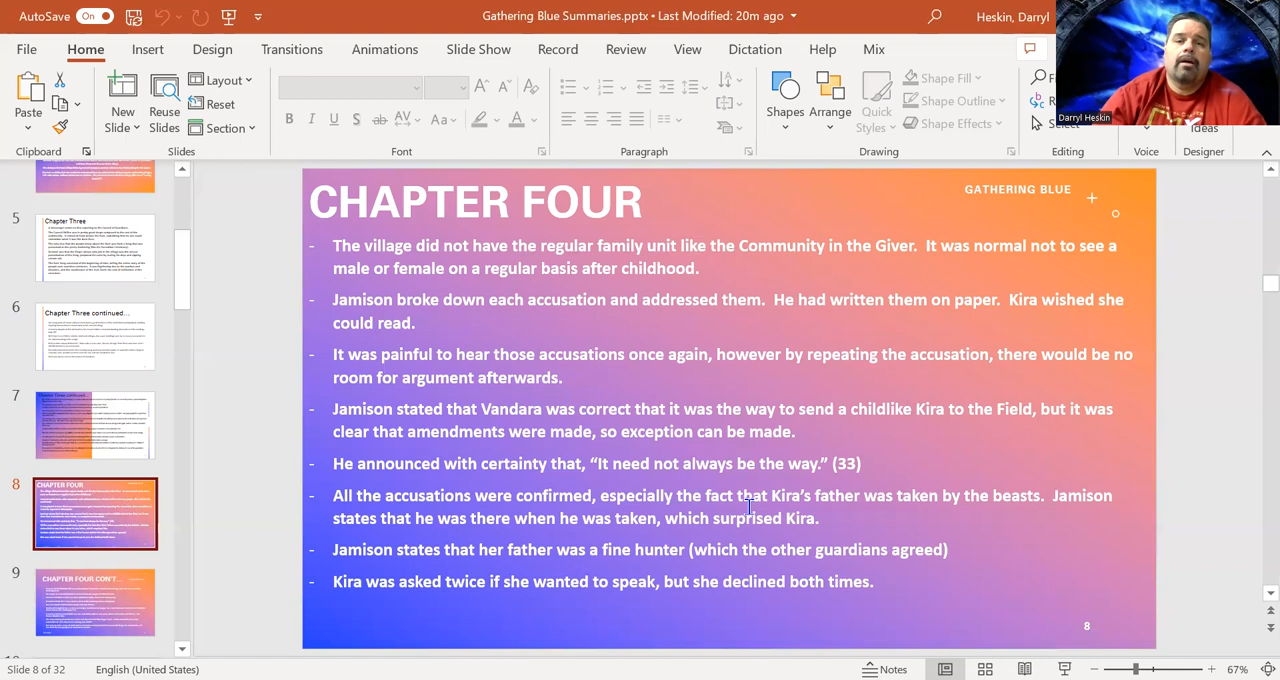 AutoSave On Gathering Blue Summaries.pptx • Last Modified: 20m ago Heskin, Darryl
File Home Insert Design Transitions Animations Slide Show Record Review View Dictation Help Mix
Paste
Clipboard
New Slide
Reuse Slides
Layout
Reset
Section
Slides
B I U S ab AV Aa A
Font
Paragraph
Shapes Arrange Quick Styles
Shape Fill
Shape Outline
Shape Effects
Drawing
Select
Editing
Voice
Ideas
Designer
Darryl Heskin
5
Chapter Three
6
Chapter Three continued...
7
8
CHAPTER FOUR
9
CHAPTER FOUR CON'T...
CHAPTER FOUR
GATHERING BLUE
- The village did not have the regular family unit like the Community in the Giver. It was normal not to see a
male or female on a regular basis after childhood.
- Jamison broke down each accusation and addressed them. He had written them on paper. Kira wished she
could read.
- It was painful to hear those accusations once again, however by repeating the accusation, there would be no
room for argument afterwards.
- Jamison stated that Vanjara was correct that it was the way to send a childlike Kira to the Field, but it was
clear that amendmens were made, so exception can be made.
- He announced with certainty that, “It need not always be the way.” (33)
- All the accusations were confirmed, especially the fact that Kira’s father was taken by the beasts. Jamison
states that he was there when he was taken, which surprised Kira.
- Jamison states that her father was a fine hunter (which the other guardians agreed)
- Kira was asked twice if she wanted to speak, but she declined both times.
8
Slide 8 of 32 English (United States) Notes 67%